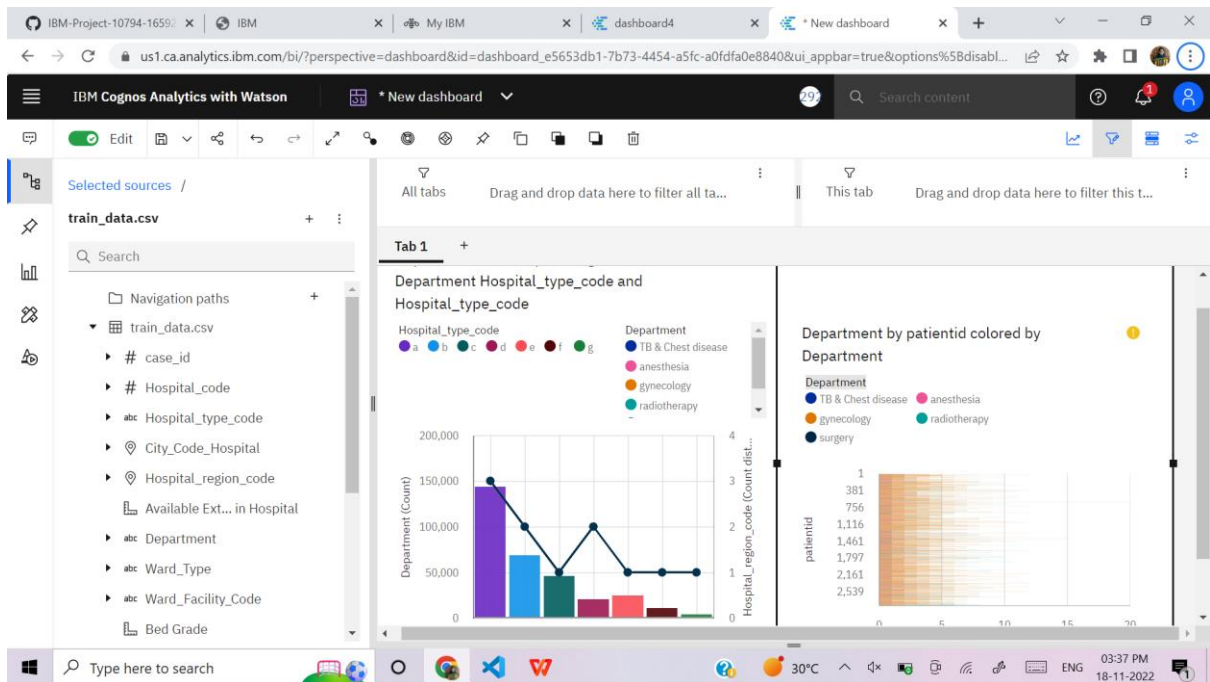 IBM-Project-10794-16592
IBM
My IBM
dashboard4
* New dashboard
us1.ca.analytics.ibm.com/bi/?perspective=dashboard&id=dashboard_e5653db1-7b73-4454-a5fc-a0fdfa0e8840&ui_appbar=true&options%5Bdisabl...
IBM Cognos Analytics with Watson
* New dashboard
292
Search content
1
Edit
Selected sources /
train_data.csv
Search
Navigation paths
train_data.csv
# case_id
# Hospital_code
abc Hospital_type_code
City_Code_Hospital
Hospital_region_code
Available Ext... in Hospital
abc Department
abc Ward_Type
abc Ward_Facility_Code
Bed Grade
All tabs
Drag and drop data here to filter all ta...
This tab
Drag and drop data here to filter this t...
Tab 1
Department Hospital_type_code and
Hospital_type_code
Hospital_type_code
a b c d e f g
Department
TB & Chest disease
anesthesia
gynecology
radiotherapy
200,000
150,000
100,000
50,000
0
Department (Count)
4
3
2
1
0
Hospital_region_code (Count dist...
Department by patientid colored by
Department
Department
TB & Chest disease
anesthesia
gynecology
radiotherapy
surgery
patientid
1
381
756
1,116
1,461
1,797
2,161
2,539
0 5 10 15 20
Type here to search
30°C
ENG
03:37 PM
18-11-2022
1